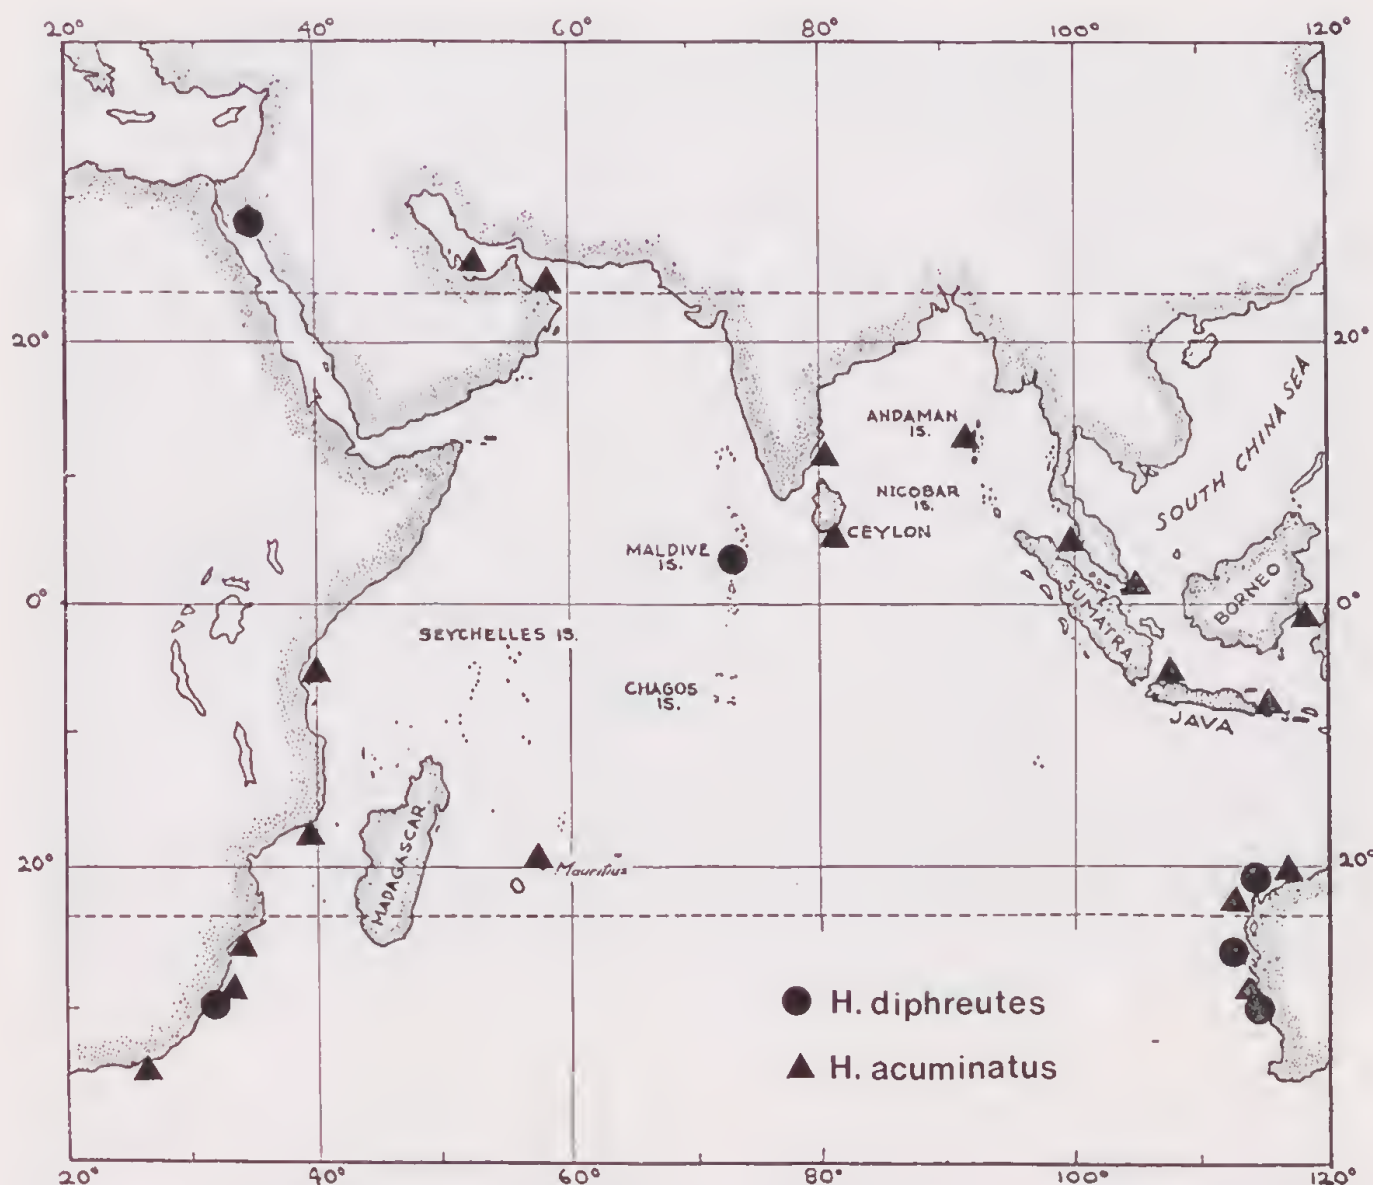 20° 40° 60° 80° 100° 120°
20° 20°
ANDAMAN
IS.
SOUTH CHINA SEA
NICOBAR
IS.
CEYLON
MALDIVE
IS.
BORNEO
SUMATRA
0° 0°
SEYCHELLES IS.
CHAGOS
IS.
JAVA
MADAGASCAR
Mauritius
20° 20°
H. diphreutes
H. acuminatus
20° 40° 60° 80° 100° 120°